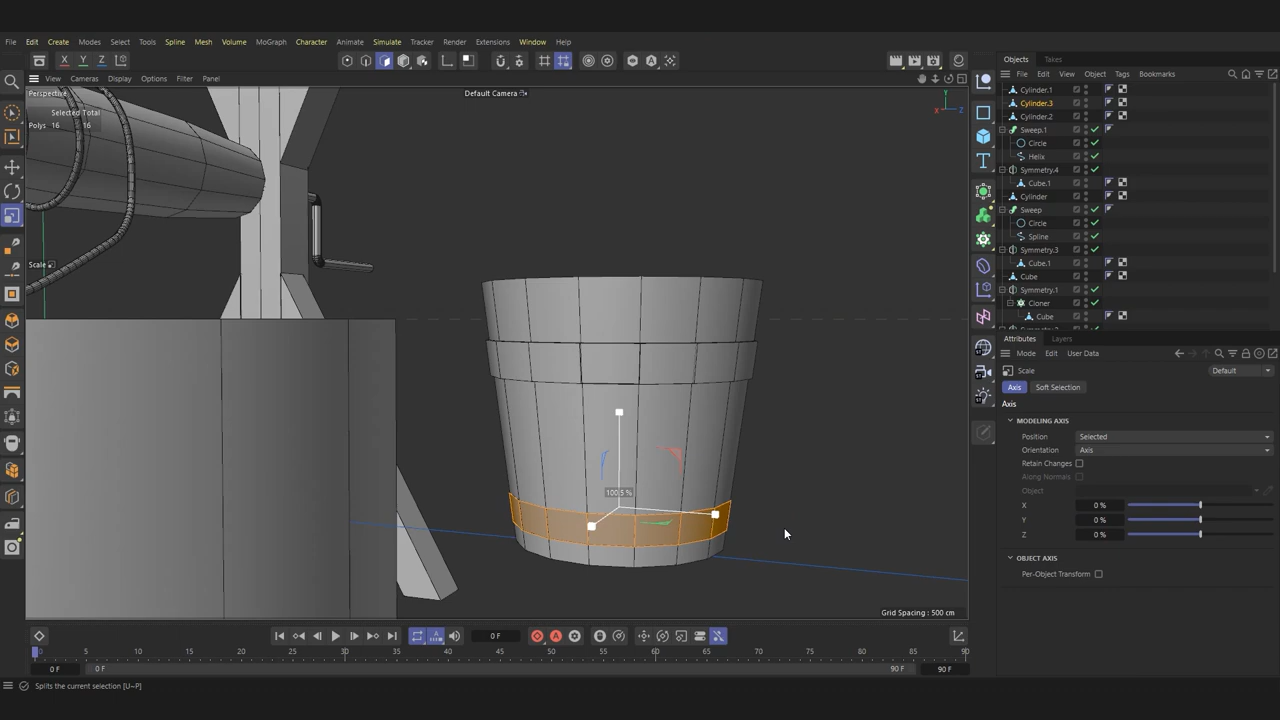 File Edit Create Modes Select Tools Spline Mesh Volume MoGraph Character Animate Simulate Tracker Render Extensions Window Help
X Y Z
Objects Takes
View Cameras Display Options Filter Panel
File Edit View Object Tags Bookmarks
Perspective
Default Camera
Y
X
Selected Total
Polys 16 16
Scale
100.5 %
Grid Spacing : 500 cm
Cylinder.1
Cylinder.3
Cylinder.2
Sweep.1
Circle
Helix
Symmetry.4
Cube.1
Cylinder
Sweep
Circle
Spline
Symmetry.3
Cube.1
Cube
Symmetry.1
Cloner
Cube
Attributes Layers
Mode Edit User Data
Scale Default
Axis Soft Selection
Axis
MODELING AXIS
Position Selected
Orientation Axis
Retain Changes
Along Normals
Object
X 0 %
Y 0 %
Z 0 %
OBJECT AXIS
Per-Object Transform
0 F
0 5 10 15 20 25 30 35 40 45 50 55 60 65 70 75 80 85 90
0 F 0 F 90 F 90 F
Splits the current selection [U~P]